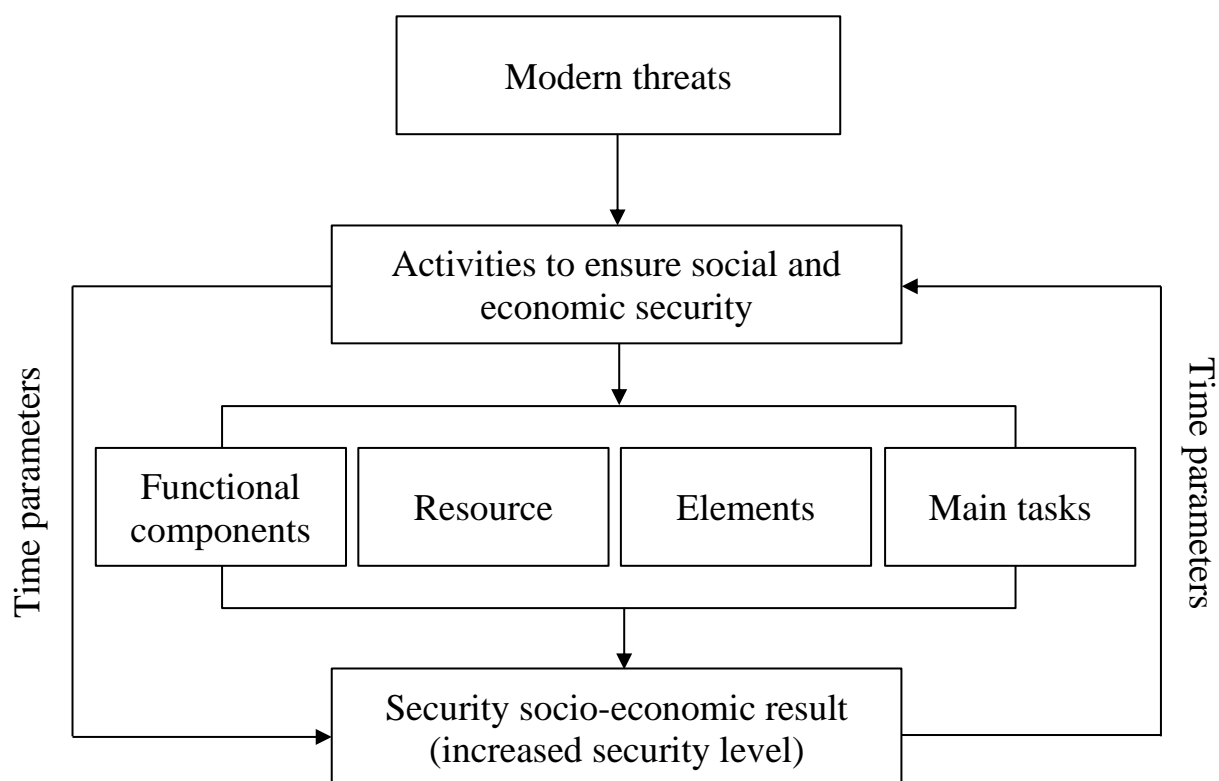 Modern threats
Activities to ensure social and
economic security
Time parameters
Time parameters
Functional
components
Resource
Elements
Main tasks
Security socio-economic result
(increased security level)